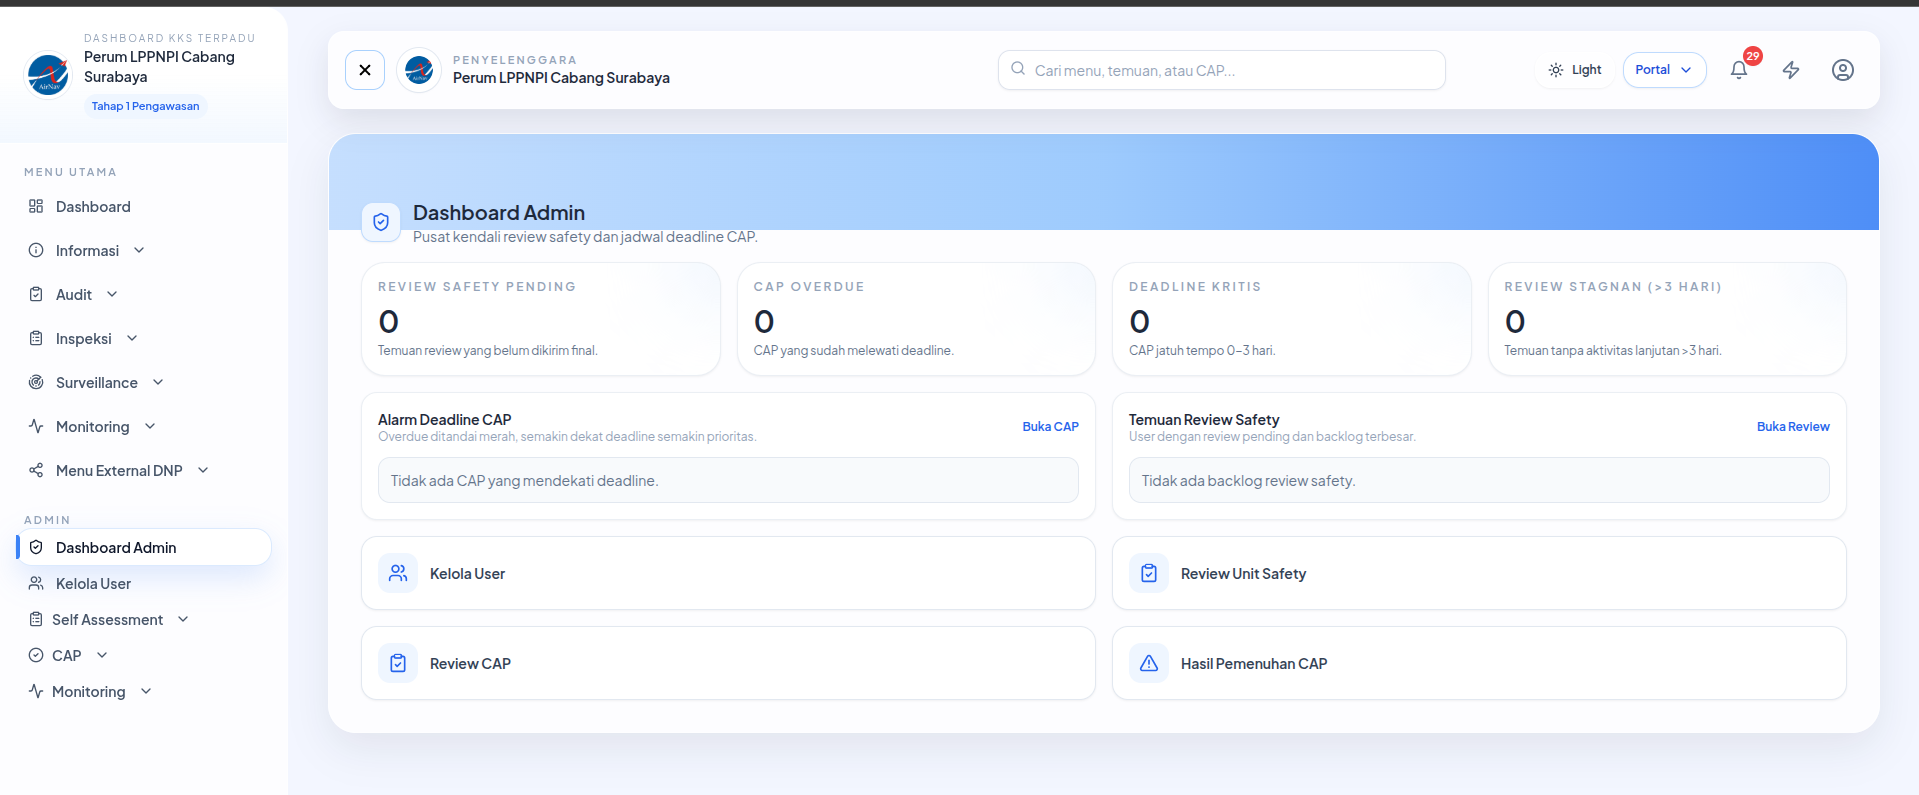 DASHBOARD KKS TERPADU
Perum LPPNPI Cabang
Surabaya
AirNav
Tahap 1 Pengawasan
MENU UTAMA
Dashboard
Informasi
Audit
Inspeksi
Surveillance
Monitoring
Menu External DNP
ADMIN
Dashboard Admin
Kelola User
Self Assessment
CAP
Monitoring
AirNav
PENYELENGGARA
Perum LPPNPI Cabang Surabaya
Cari menu, temuan, atau CAP...
Light
Portal
29
Dashboard Admin
Pusat kendali review safety dan jadwal deadline CAP.
REVIEW SAFETY PENDING
0
Temuan review yang belum dikirim final.
CAP OVERDUE
0
CAP yang sudah melewati deadline.
DEADLINE KRITIS
0
CAP jatuh tempo 0–3 hari.
REVIEW STAGNAN (>3 HARI)
0
Temuan tanpa aktivitas lanjutan >3 hari.
Alarm Deadline CAP
Overdue ditandai merah, semakin dekat deadline semakin prioritas.
Buka CAP
Tidak ada CAP yang mendekati deadline.
Temuan Review Safety
User dengan review pending dan backlog terbesar.
Buka Review
Tidak ada backlog review safety.
Kelola User
Review Unit Safety
Review CAP
Hasil Pemenuhan CAP